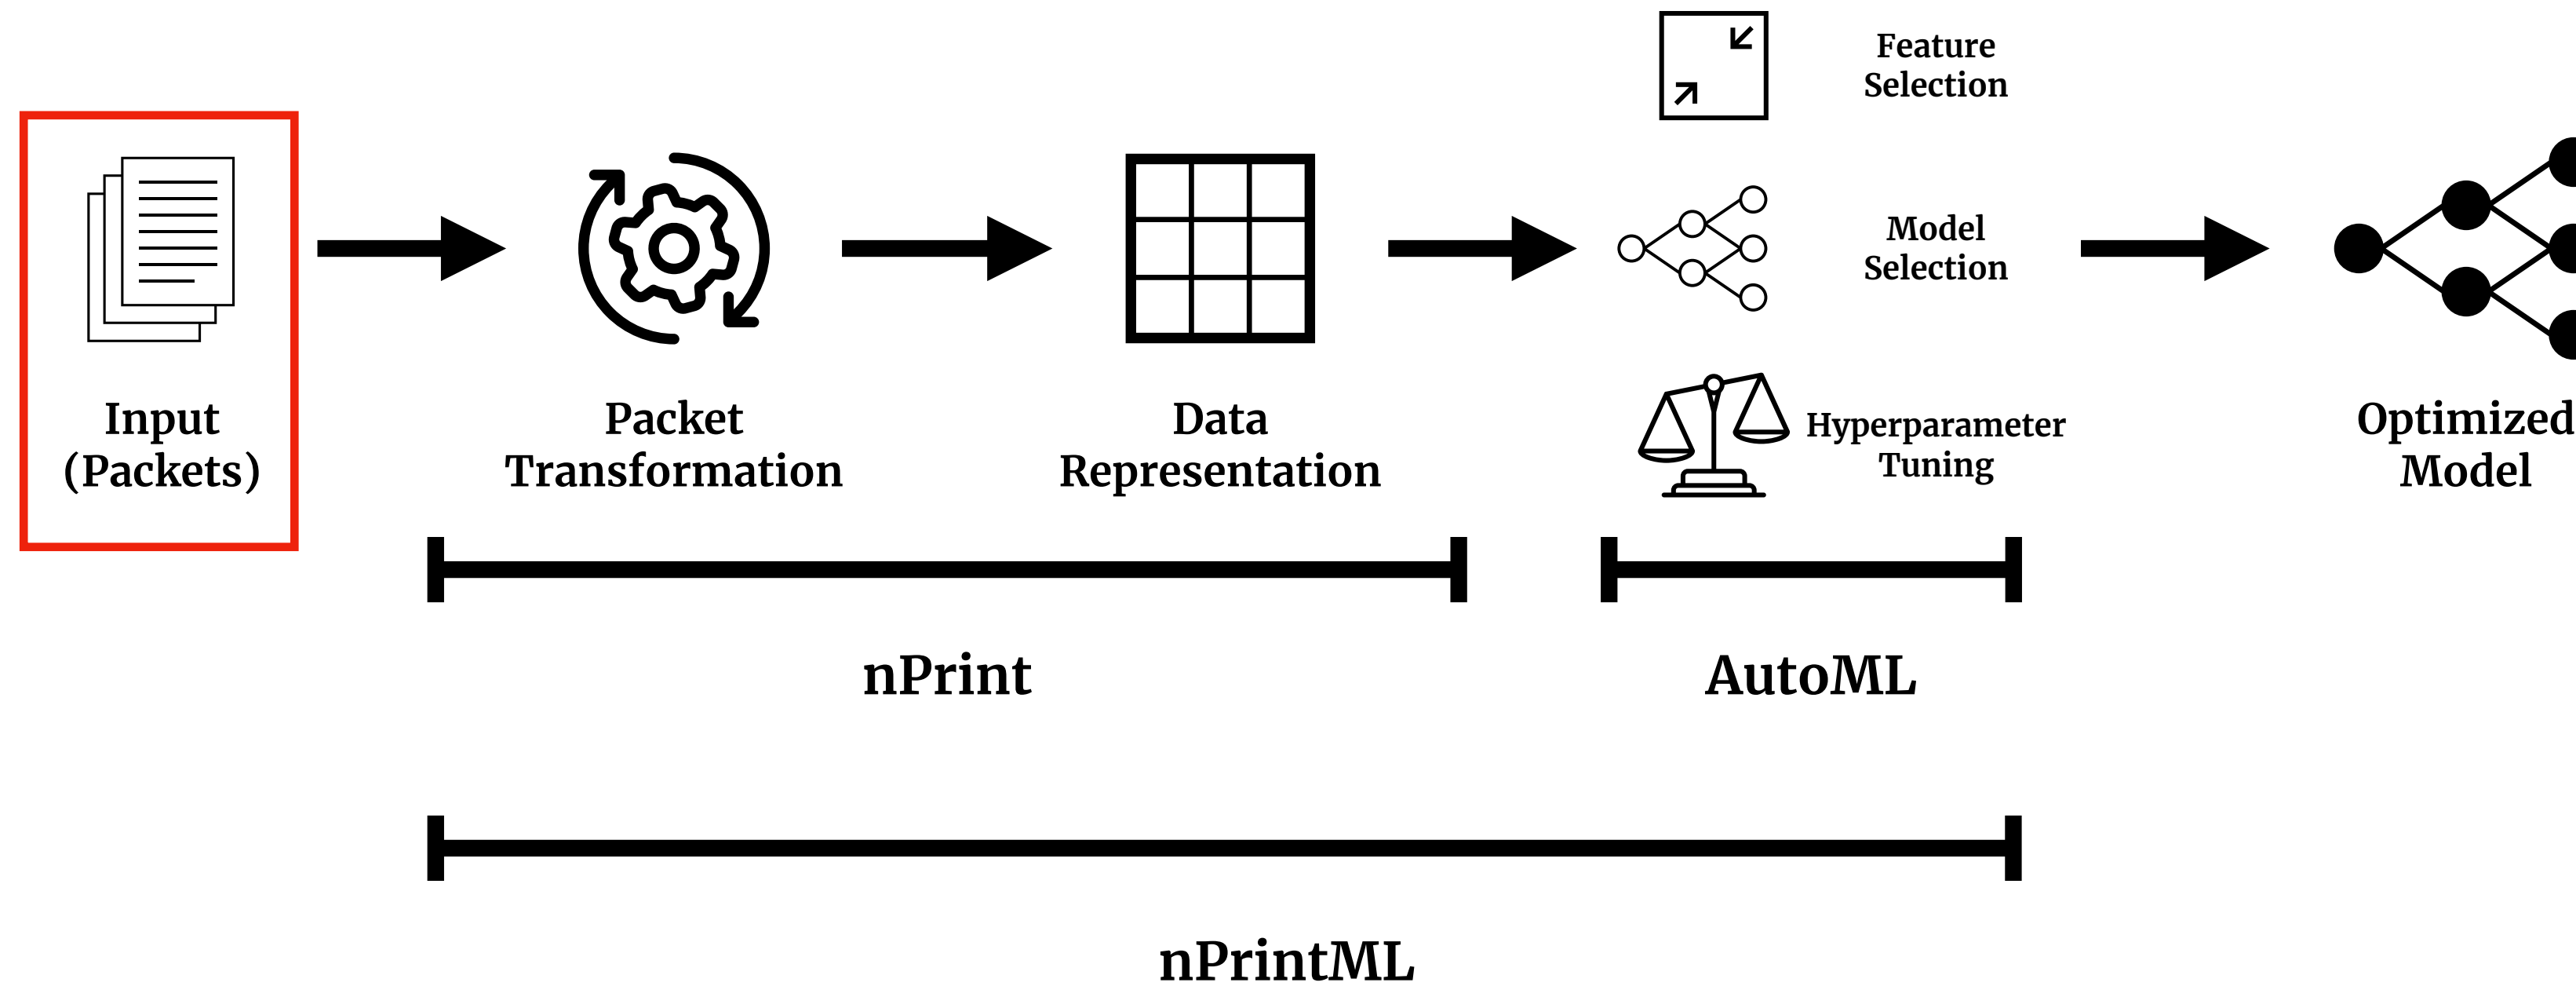 Input
(Packets)
Packet
Transformation
Data
Representation
Feature
Selection
Model
Selection
Hyperparameter
Tuning
Optimized
Model
nPrint
AutoML
nPrintML